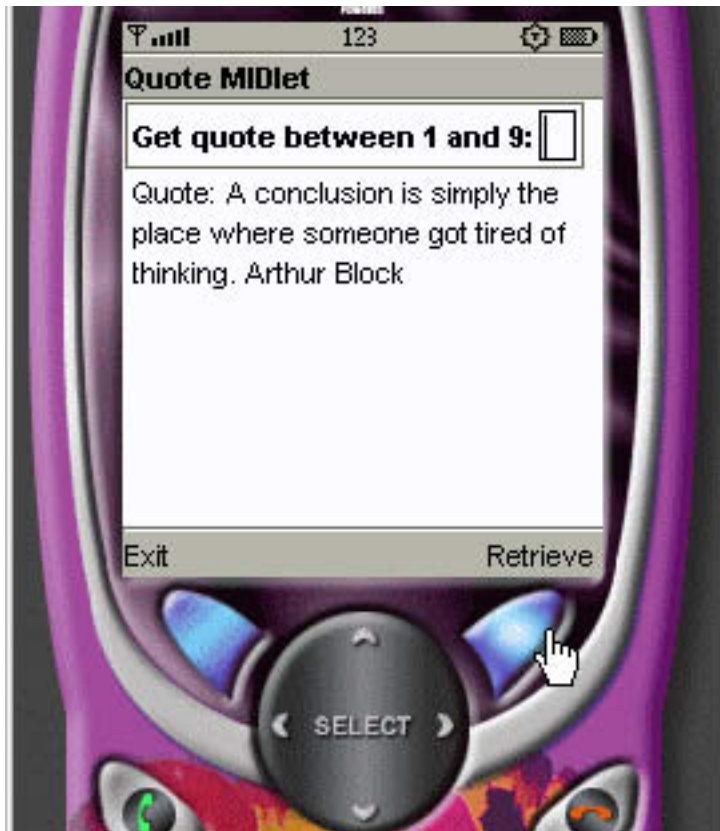 123
Quote MIDlet
Get quote between 1 and 9:
Quote: A conclusion is simply the
place where someone got tired of
thinking. Arthur Block
Exit
Retrieve
SELECT